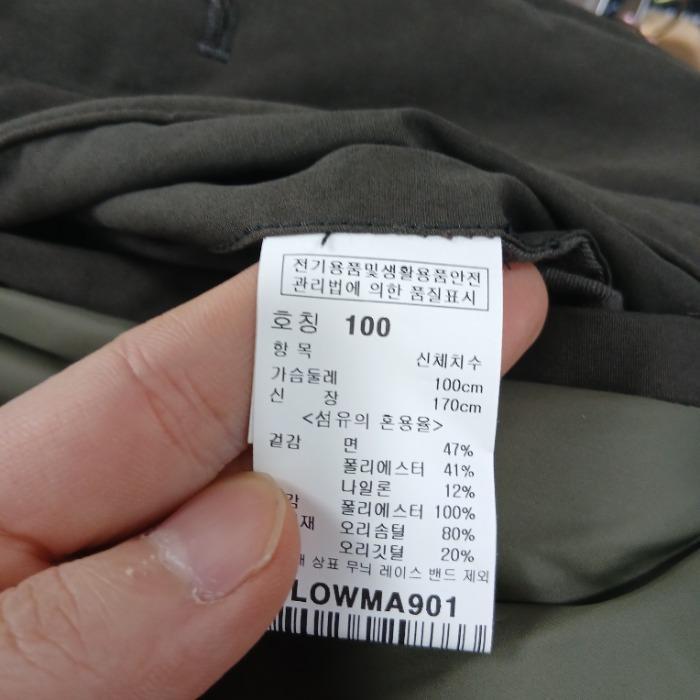 전기용품및생활용품안전
관리법에 의한 품질표시
호칭 100
항 목 신체치수
가슴둘레 100cm
신 장 170cm
<섬유의 혼용율>
겉감 면 47%
폴리에스터 41%
나일론 12%
폴리에스터 100%
오리솜털 80%
오리깃털 20%
상표 무늬 레이스 밴드 제외
LOWMA901